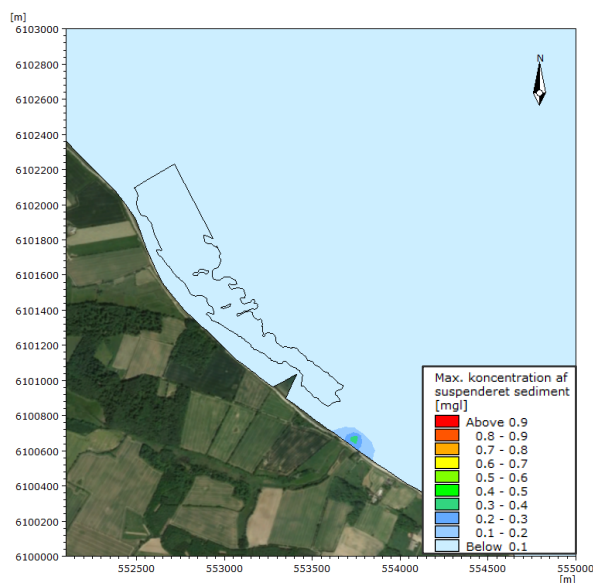 [m]
6103000
6102800
6102600
6102400
6102200
6102000
6101800
6101600
6101400
6101200
6101000
6100800
6100600
6100400
6100200
6100000
N
Max. koncentration af
suspenderet sediment
[mgl]
Above 0.9
0.8 - 0.9
0.7 - 0.8
0.6 - 0.7
0.5 - 0.6
0.4 - 0.5
0.3 - 0.4
0.2 - 0.3
0.1 - 0.2
Below 0.1
552500 553000 553500 554000 554500 555000
[m]